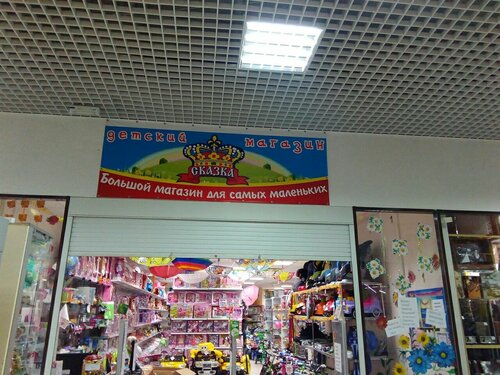 детский магазин
СКАЗКА
Большой магазин для самых маленьких